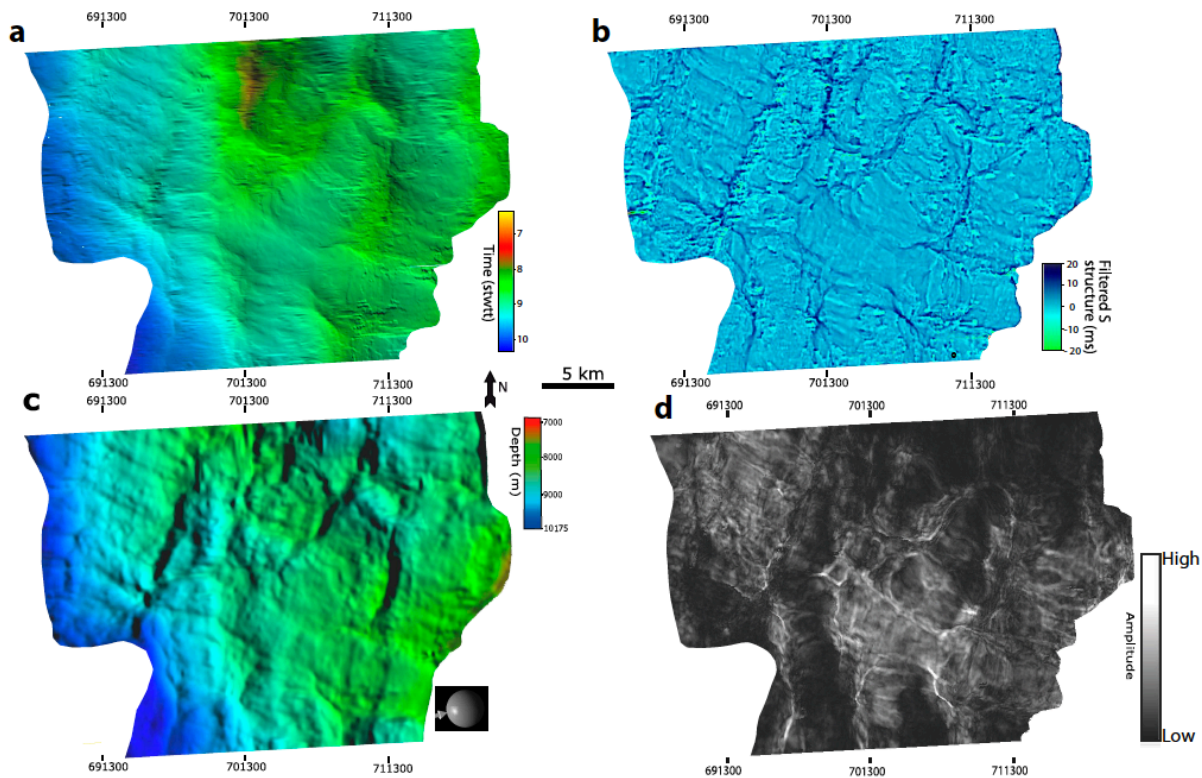 a
691300 701300 711300
Time (stwtt)
7
8
9
10
b
691300 701300 711300
Filtered S
structure (ms)
20
10
0
-10
-20
691300 701300 711300
N
5 km
691300 701300 711300
c
691300 701300 711300
Depth (m)
7000
8000
9000
10175
691300 701300 711300
d
691300 701300 711300
High
Amplitude
Low
691300 701300 711300